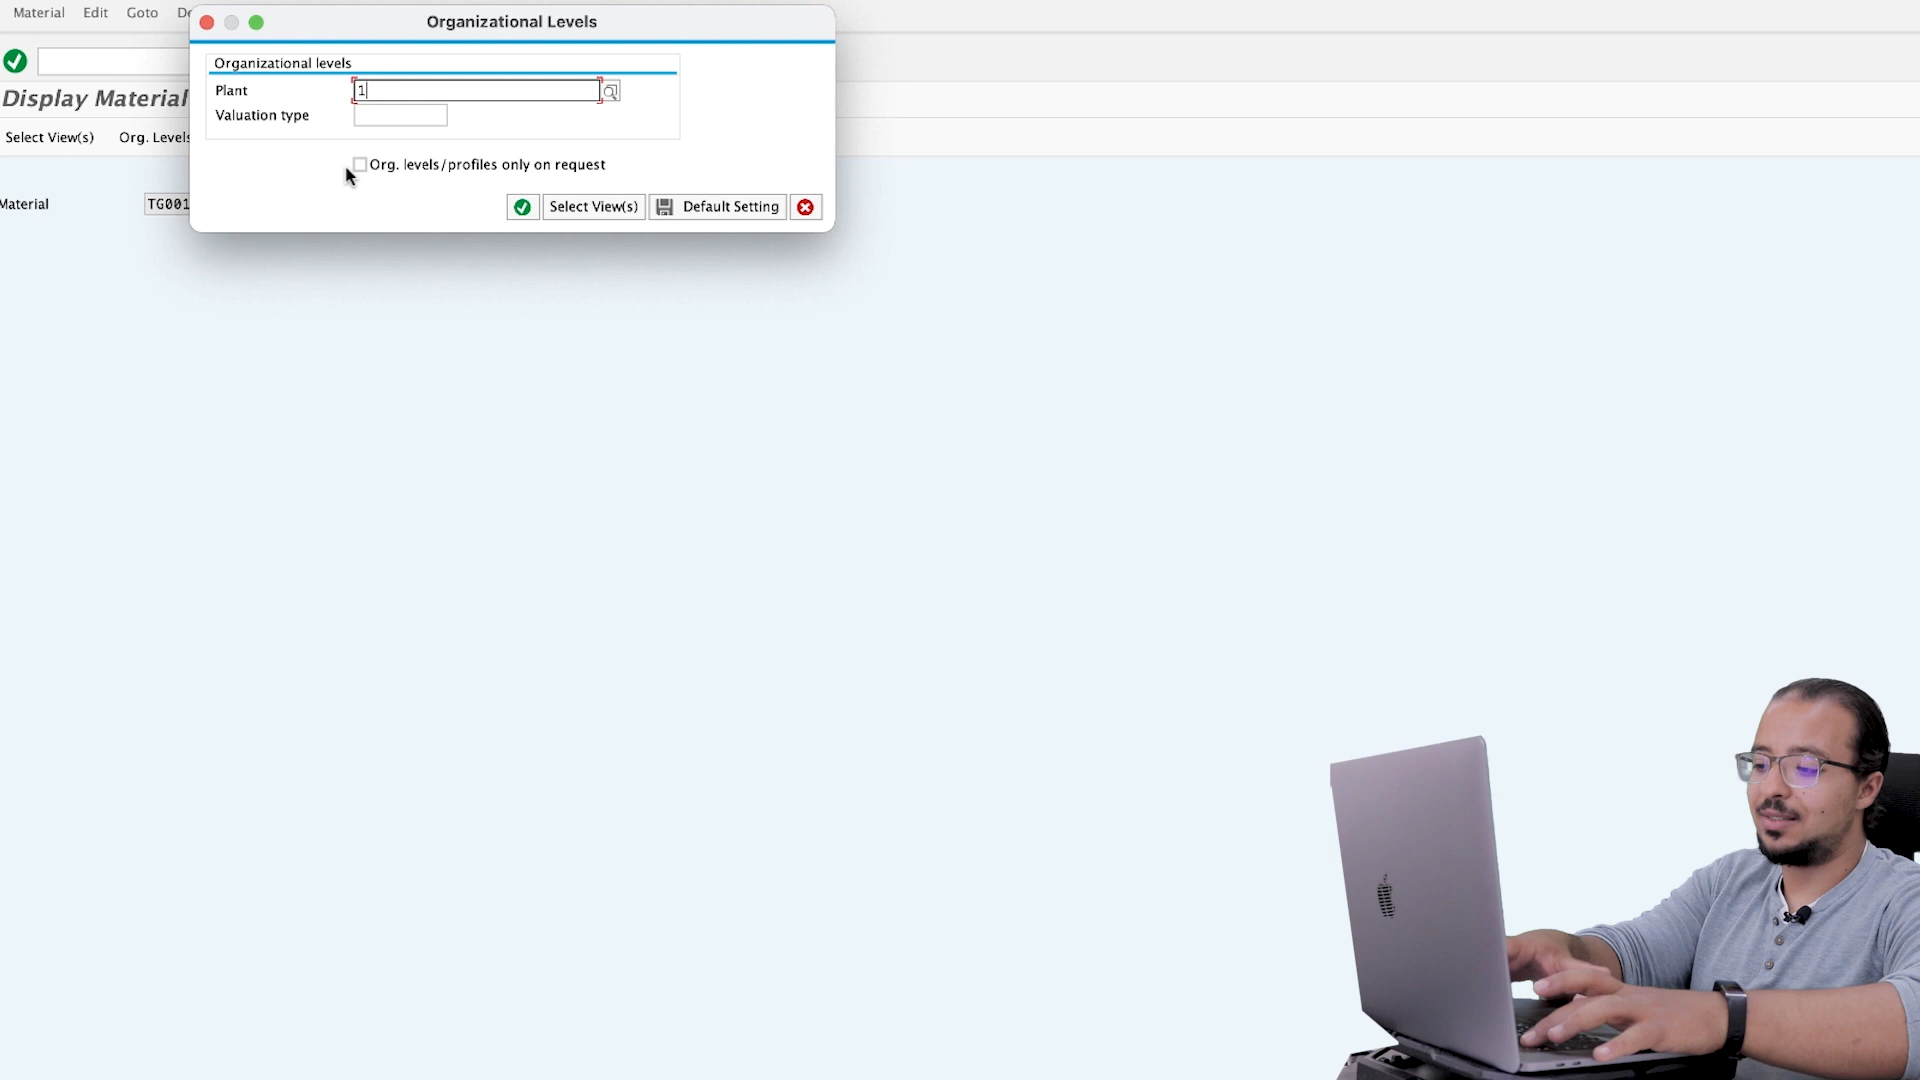 Material Edit Goto
Organizational Levels
Organizational levels
Plant 1
Valuation type
Display Material
Select View(s) Org. Levels
Org. levels/profiles only on request
Material TG001
Select View(s) Default Setting